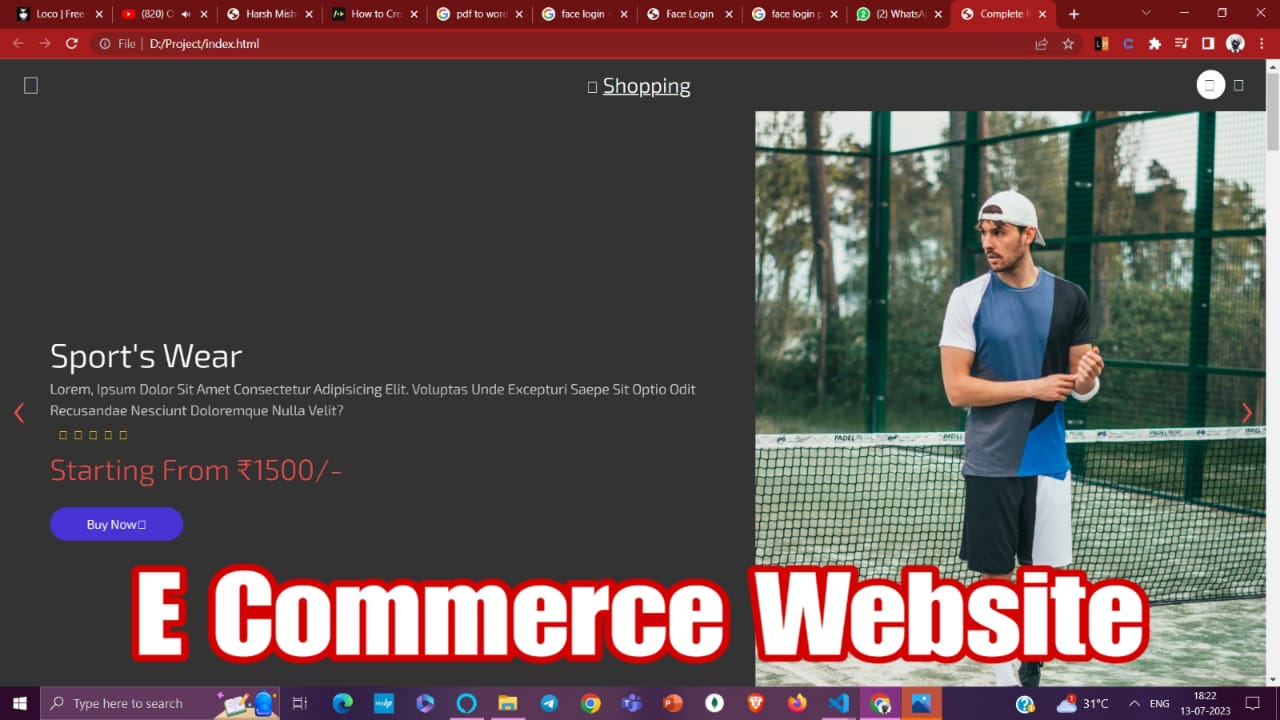 Loco | Free
(820)
Harsh Mish
How to Cre
pdf to word
face login -
Face Login
face login p
(2) WhatsA
Complete R
File | D:/Project/index.html
Shopping
Sport's Wear
Lorem, Ipsum Dolor Sit Amet Consectetur Adipisicing Elit. Voluptas Unde Excepturi Saepe Sit Optio Odit
Recusandae Nesciunt Doloremque Nulla Velit?
Starting From ₹1500/-
Buy Now
E Commerce Website
Type here to search
31°C
ENG
18:22
13-07-2023